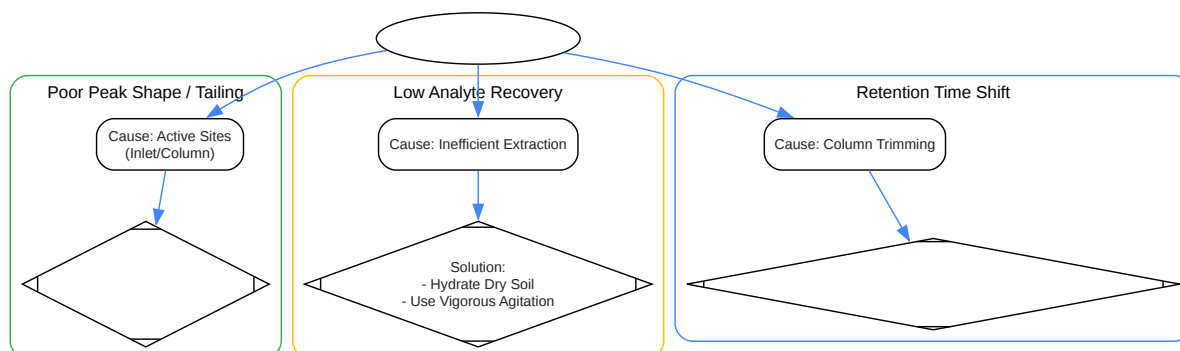 Poor Peak Shape / Tailing
Cause: Active Sites
(Inlet/Column)
Low Analyte Recovery
Cause: Inefficient Extraction
Solution:
- Hydrate Dry Soil
- Use Vigorous Agitation
Retention Time Shift
Cause: Column Trimming